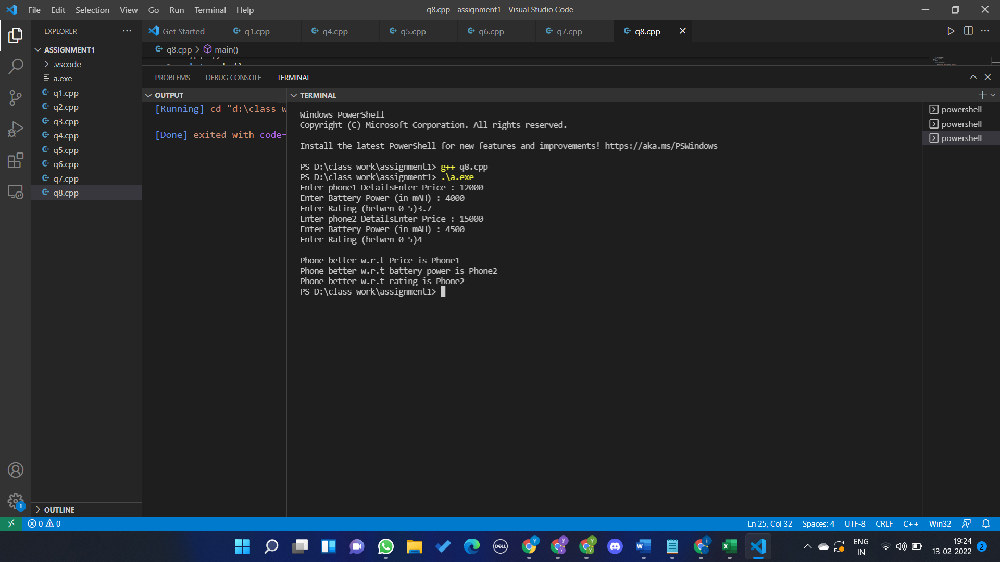 File Edit Selection View Go Run Terminal Help
q8.cpp - assignment1 - Visual Studio Code
EXPLORER
Get Started
q1.cpp
q4.cpp
q5.cpp
q6.cpp
q7.cpp
q8.cpp
q8.cpp > main()
ASSIGNMENT1
.vscode
a.exe
q1.cpp
q2.cpp
q3.cpp
q4.cpp
q5.cpp
q6.cpp
q7.cpp
q8.cpp
OUTLINE
PROBLEMS DEBUG CONSOLE TERMINAL
OUTPUT
[Running] cd "d:\class w
[Done] exited with code=
TERMINAL
Windows PowerShell
Copyright (C) Microsoft Corporation. All rights reserved.
Install the latest PowerShell for new features and improvements! https://aka.ms/PSWindows
PS D:\class work\assignment1> g++ q8.cpp
PS D:\class work\assignment1> .\a.exe
Enter phone1 DetailsEnter Price : 12000
Enter Battery Power (in mAH) : 4000
Enter Rating (betwen 0-5)3.7
Enter phone2 DetailsEnter Price : 15000
Enter Battery Power (in mAH) : 4500
Enter Rating (betwen 0-5)4
Phone better w.r.t Price is Phone1
Phone better w.r.t battery power is Phone2
Phone better w.r.t rating is Phone2
PS D:\class work\assignment1>
powershell
powershell
powershell
1
0 0
Ln 25, Col 32 Spaces: 4 UTF-8 CRLF C++ Win32
DELL
ENG
IN
19:24
13-02-2022
2